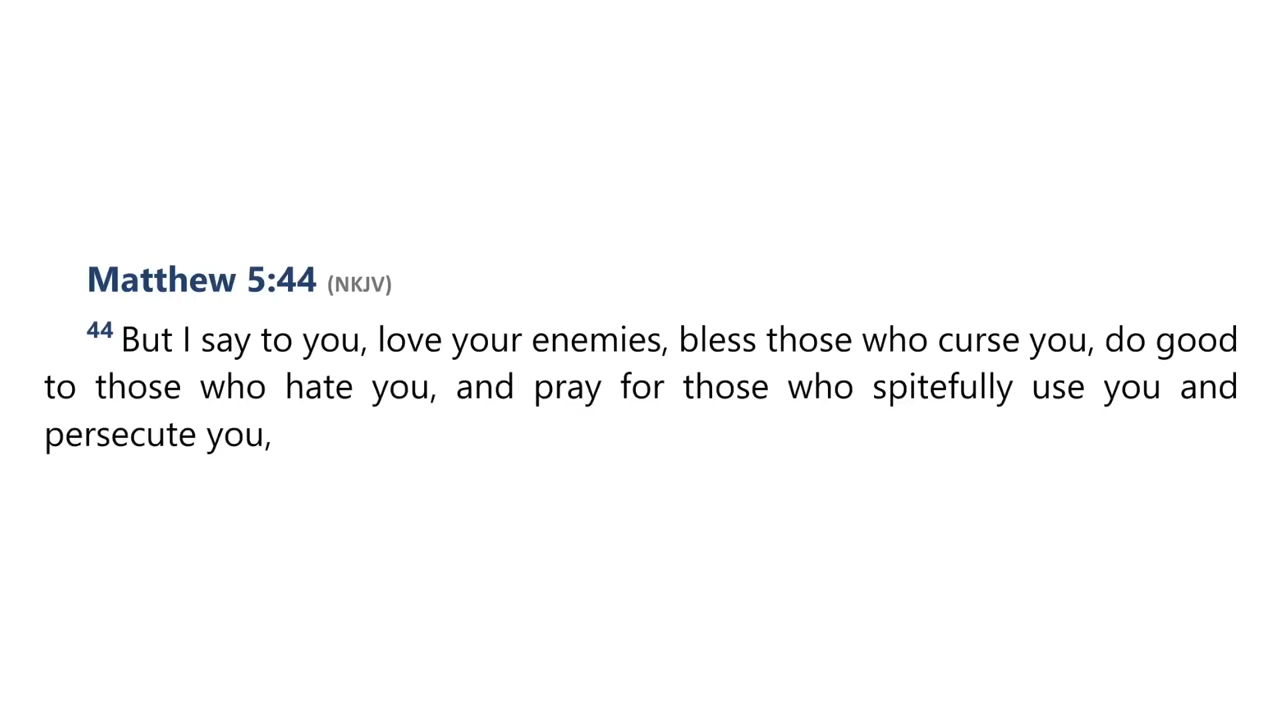 Matthew 5:44 (NKJV)
44 But I say to you, love your enemies, bless those who curse you, do good
to those who hate you, and pray for those who spitefully use you and
persecute you,